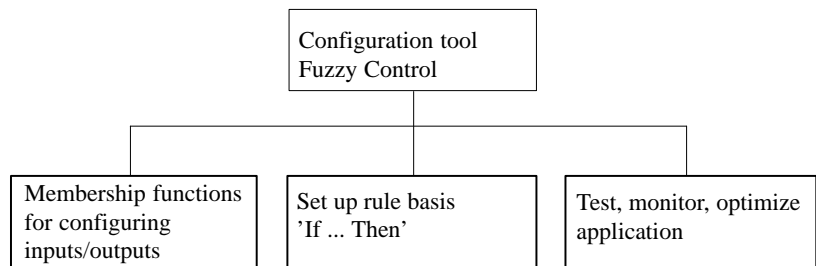 Configuration tool
Fuzzy Control
Membership functions
for configuring
inputs/outputs
Set up rule basis
’If ... Then’
Test, monitor, optimize
application